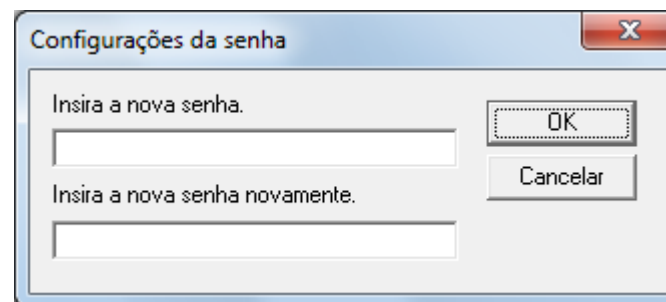 Configurações da senha
Insira a nova senha.
OK
Cancelar
Insira a nova senha novamente.